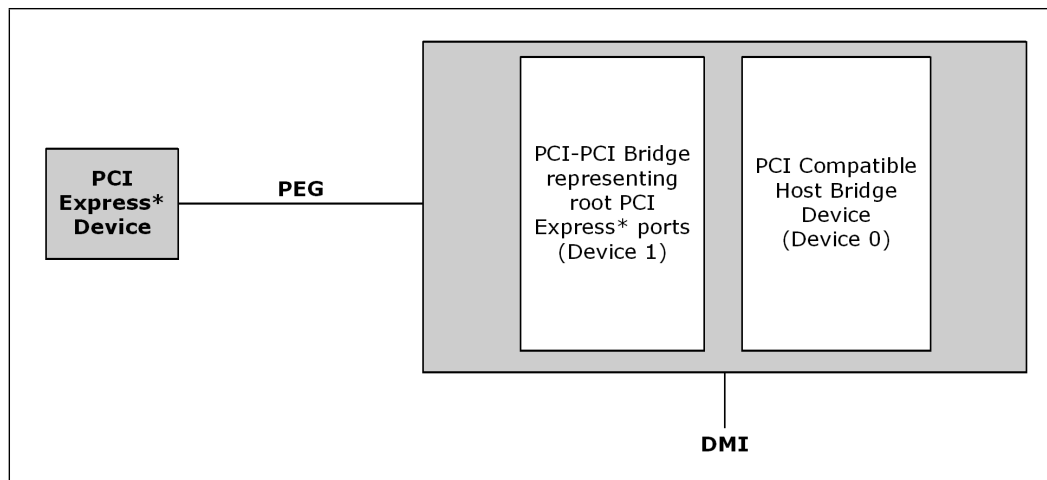 PCI
Express*
Device
PEG
PCI-PCI Bridge
representing
root PCI
Express* ports
(Device 1)
PCI Compatible
Host Bridge
Device
(Device 0)
DMI